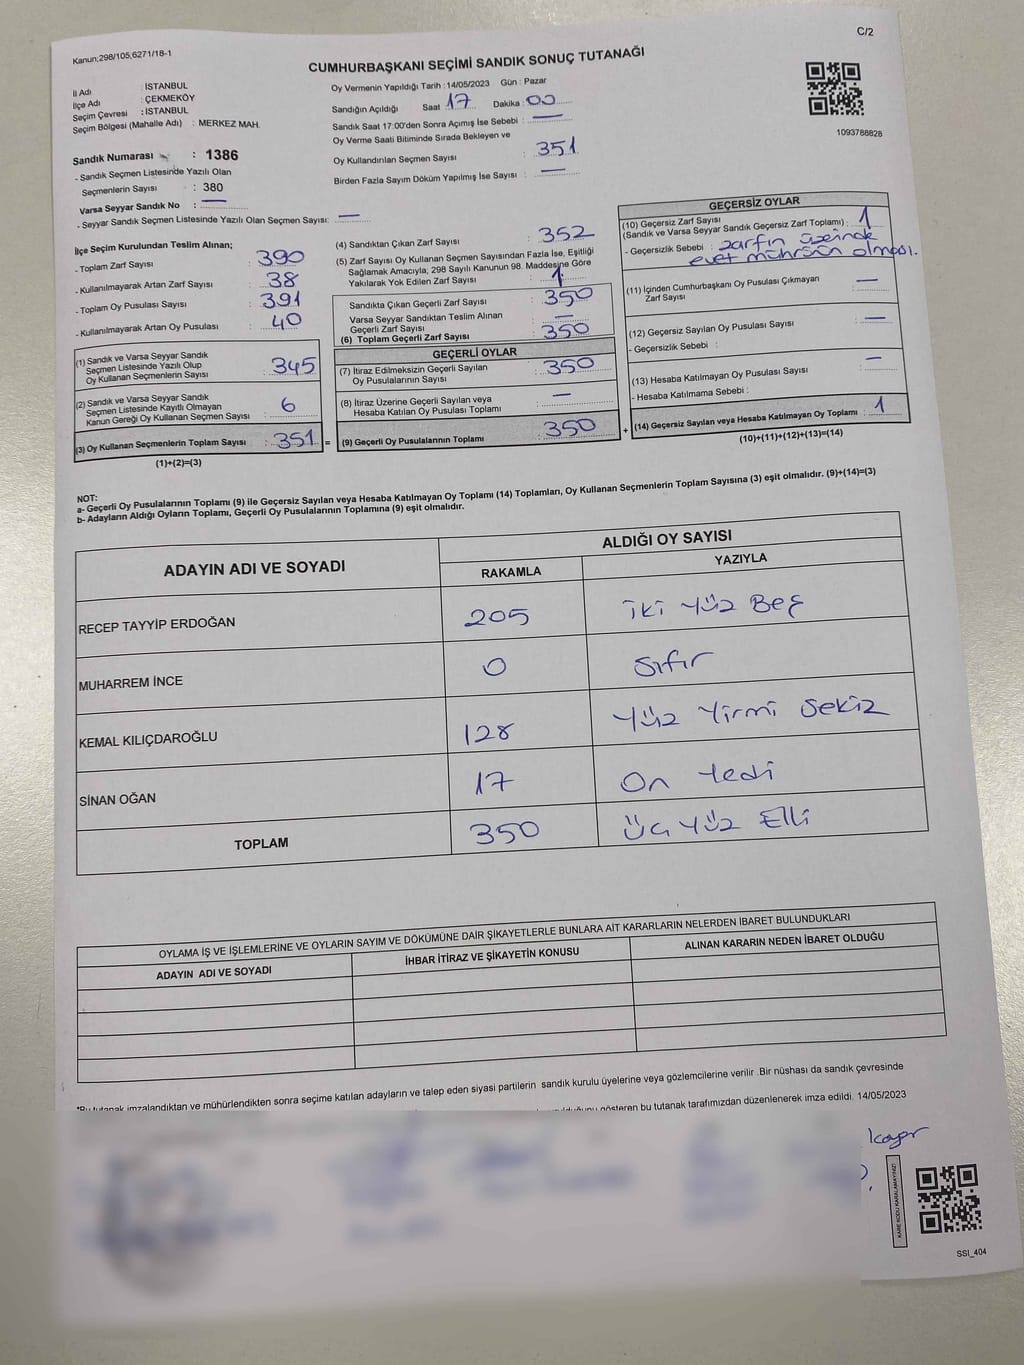 Kanun;298/105,6271/18-1
C/2
CUMHURBAŞKANI SEÇİMİ SANDIK SONUÇ TUTANAĞI
İl Adı : İSTANBUL
İlçe Adı : ÇEKMEKÖY
Seçim Çevresi : İSTANBUL
Seçim Bölgesi (Mahalle Adı) : MERKEZ MAH.
Sandık Numarası : 1386
- Sandık Seçmen Listesinde Yazılı Olan
Seçmenlerin Sayısı : 380
Varsa Seyyar Sandık No : —
- Seyyar Sandık Seçmen Listesinde Yazılı Olan Seçmen Sayısı: —
Oy Vermenin Yapıldığı Tarih : 14/05/2023 Gün : Pazar
Sandığın Açıldığı Saat 17 Dakika : 00
Sandık Saat 17:00'den Sonra Açımış İse Sebebi : —
Oy Verme Saati Bitiminde Sırada Bekleyen ve
Oy Kullandırılan Seçmen Sayısı : 351
Birden Fazla Sayım Döküm Yapılmış İse Sayısı : —
1093788828
İlçe Seçim Kurulundan Teslim Alınan;
- Toplam Zarf Sayısı : 390
- Kullanılmayarak Artan Zarf Sayısı : 38
- Toplam Oy Pusulası Sayısı : 391
- Kullanılmayarak Artan Oy Pusulası : 40
(1) Sandık ve Varsa Seyyar Sandık
Seçmen Listesinde Yazılı Olup
Oy Kullanan Seçmenlerin Sayısı : 345
(2) Sandık ve Varsa Seyyar Sandık
Seçmen Listesinde Kayıtlı Olmayan
Kanun Gereği Oy Kullanan Seçmen Sayısı : 6
(3) Oy Kullanan Seçmenlerin Toplam Sayısı : 351 =
(1)+(2)=(3)
(4) Sandıktan Çıkan Zarf Sayısı : 352
(5) Zarf Sayısı Oy Kullanan Seçmen Sayısından Fazla İse, Eşitliği
Sağlamak Amacıyla; 298 Sayılı Kanunun 98. Maddesine Göre
Yakılarak Yok Edilen Zarf Sayısı : 1
Sandıkta Çıkan Geçerli Zarf Sayısı : 350
Varsa Seyyar Sandıktan Teslim Alınan
Geçerli Zarf Sayısı : —
(6) Toplam Geçerli Zarf Sayısı : 350
GEÇERLİ OYLAR
(7) İtiraz Edilmeksizin Geçerli Sayılan
Oy Pusulalarının Sayısı : 350
(8) İtiraz Üzerine Geçerli Sayılan veya
Hesaba Katılan Oy Pusulası Toplamı : —
(9) Geçerli Oy Pusulalarının Toplamı : 350 +
GEÇERSİZ OYLAR
(10) Geçersiz Zarf Sayısı
(Sandık ve Varsa Seyyar Sandık Geçersiz Zarf Toplamı) : 1
- Geçersizlik Sebebi : zarfın üzerinde
evet mührsün olması.
(11) İçinden Cumhurbaşkanı Oy Pusulası Çıkmayan
Zarf Sayısı : —
(12) Geçersiz Sayılan Oy Pusulası Sayısı : —
- Geçersizlik Sebebi :
(13) Hesaba Katılmayan Oy Pusulası Sayısı : —
- Hesaba Katılmama Sebebi :
(14) Geçersiz Sayılan veya Hesaba Katılmayan Oy Toplamı : 1
(10)+(11)+(12)+(13)=(14)
NOT:
a- Geçerli Oy Pusulalarının Toplamı (9) ile Geçersiz Sayılan veya Hesaba Katılmayan Oy Toplamı (14) Toplamları, Oy Kullanan Seçmenlerin Toplam Sayısına (3) eşit olmalıdır. (9)+(14)=(3)
b- Adayların Aldığı Oyların Toplamı, Geçerli Oy Pusulalarının Toplamına (9) eşit olmalıdır.
ADAYIN ADI VE SOYADI
ALDIĞI OY SAYISI
RAKAMLA YAZIYLA
RECEP TAYYİP ERDOĞAN 205 iki Yüz Beş
MUHARREM İNCE 0 Sıfır
KEMAL KILIÇDAROĞLU 128 Yüz Yirmi Sekiz
SİNAN OĞAN 17 On Yedi
TOPLAM 350 Üç Yüz Elli
OYLAMA İŞ VE İŞLEMLERİNE VE OYLARIN SAYIM VE DÖKÜMÜNE DAİR ŞİKAYETLERLE BUNLARA AİT KARARLARIN NELERDEN İBARET BULUNDUKLARI
ADAYIN ADI VE SOYADI İHBAR İTİRAZ VE ŞİKAYETİN KONUSU ALINAN KARARIN NEDEN İBARET OLDUĞU
*Bu tutanak imzalandıktan ve mühürlendikten sonra seçime katılan adayların ve talep eden siyasi partilerin sandık kurulu üyelerine veya gözlemcilerine verilir .Bir nüshası da sandık çevresinde
gösteren bu tutanak tarafımızdan düzenlenerek imza edildi. 14/05/2023
KARE KODU KARALAMAYINIZ!
SSI_404